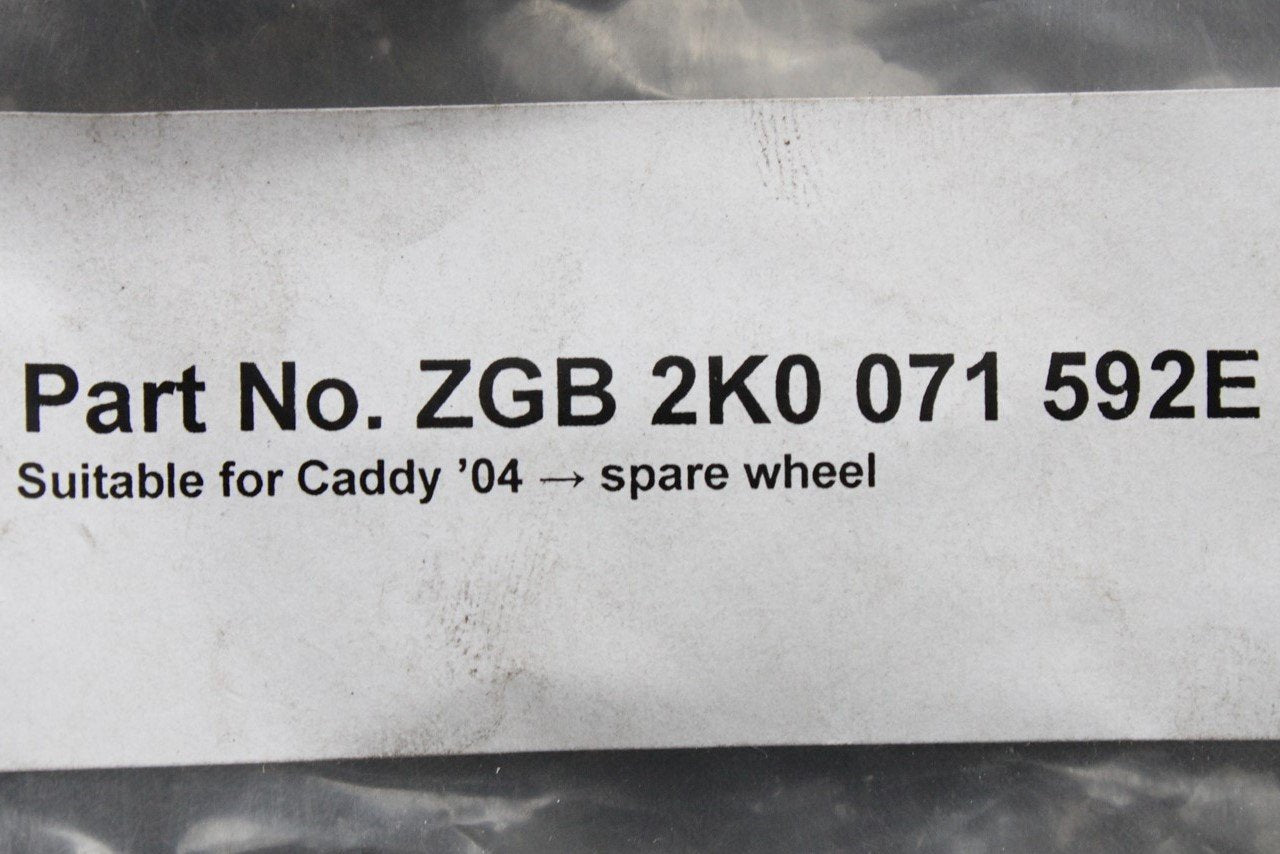 Part No. ZGB 2K0 071 592E
Suitable for Caddy ’04 → spare wheel